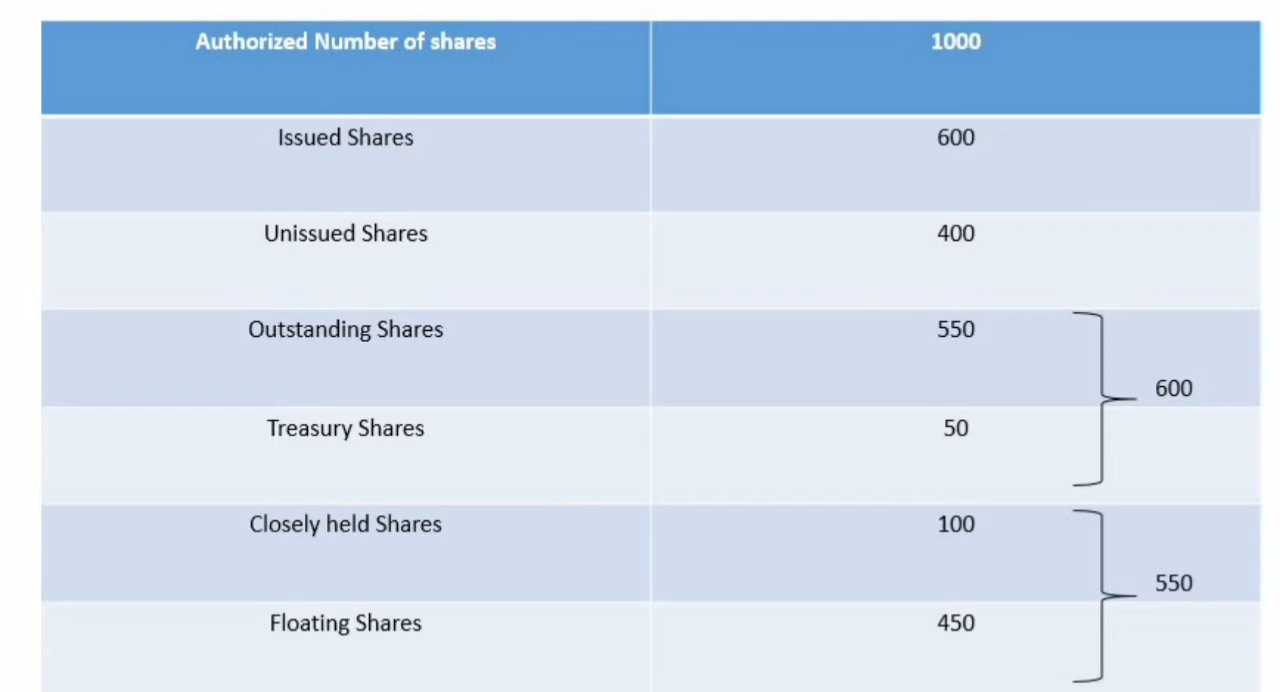 Authorized Number of shares 1000
Issued Shares 600
Unissued Shares 400
Outstanding Shares 550
600
Treasury Shares 50
Closely held Shares 100
550
Floating Shares 450